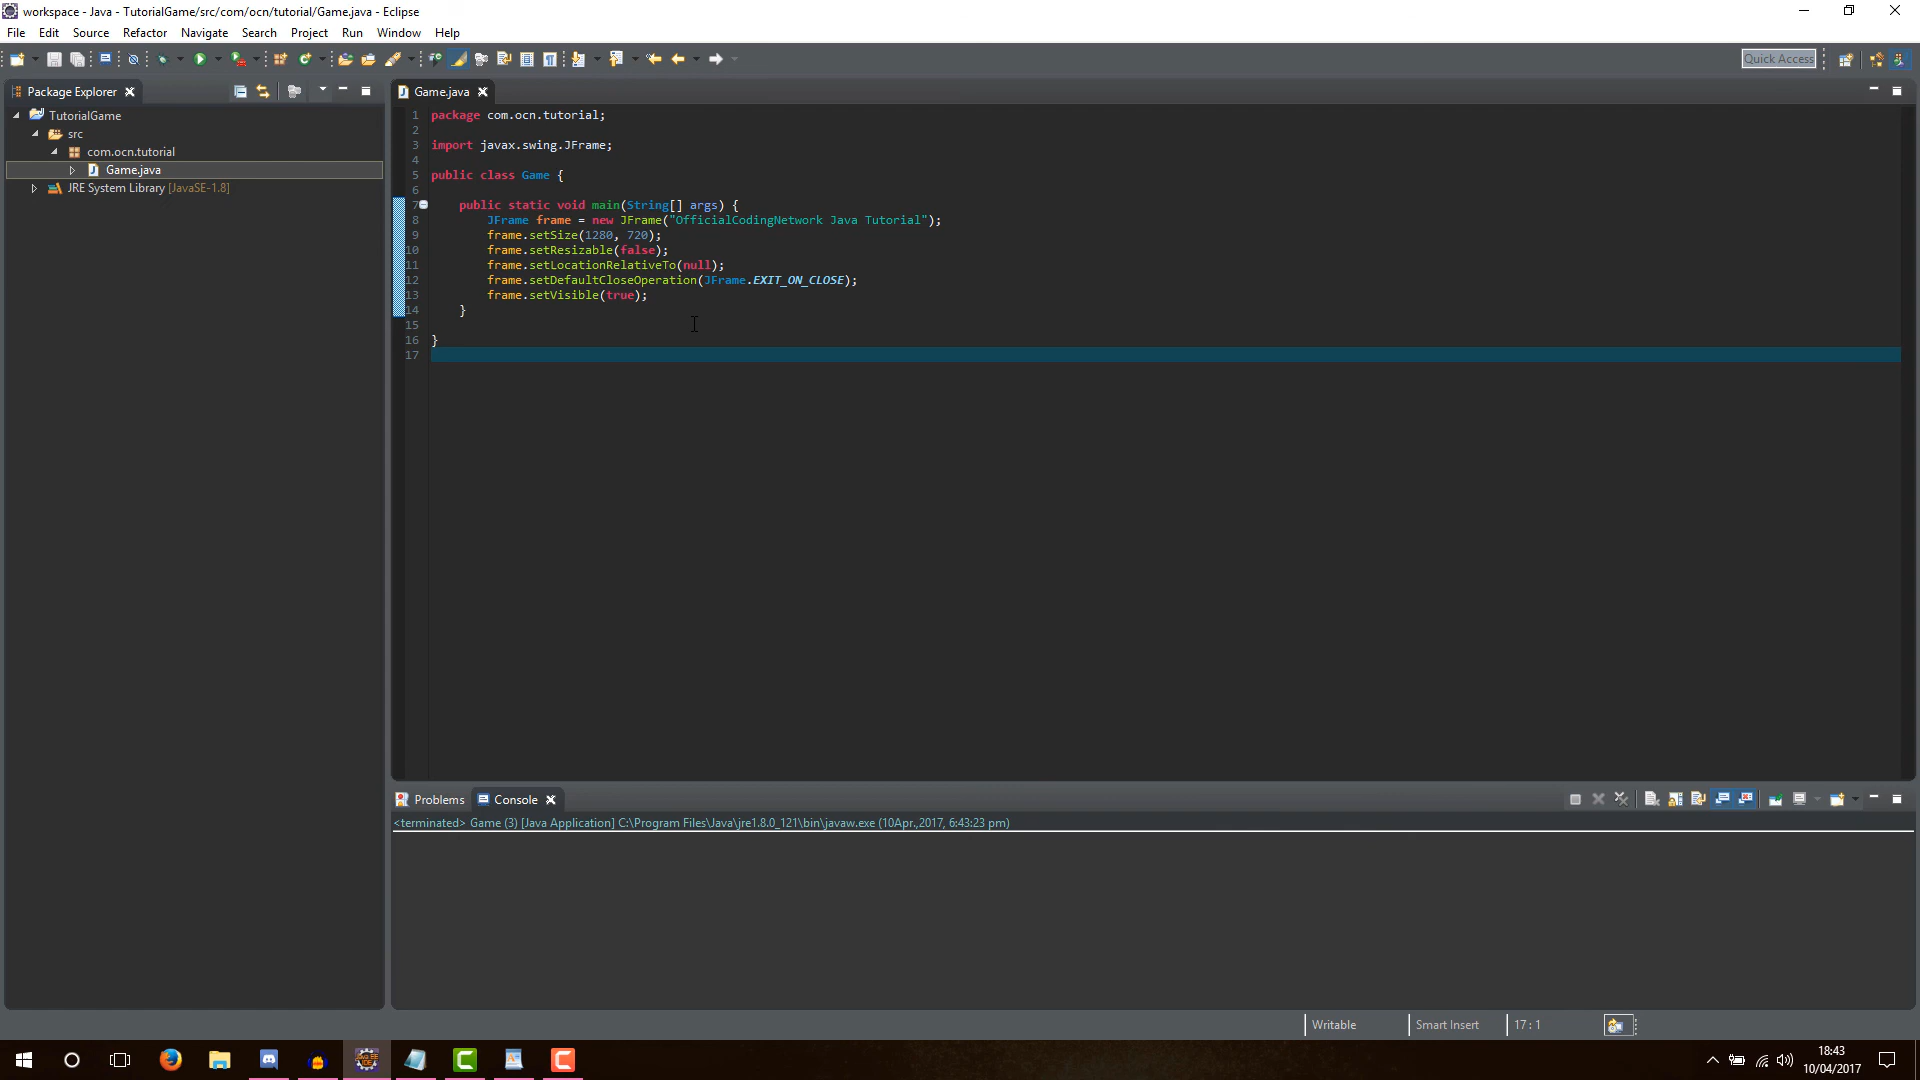 workspace - Java - TutorialGame/src/com/ocn/tutorial/Game.java - Eclipse
File Edit Source Refactor Navigate Search Project Run Window Help
Quick Access
Package Explorer
TutorialGame
src
com.ocn.tutorial
Game.java
JRE System Library [JavaSE-1.8]
Game.java
1 package com.ocn.tutorial;
2
3 import javax.swing.JFrame;
4
5 public class Game {
6
7 public static void main(String[] args) {
8 JFrame frame = new JFrame("OfficialCodingNetwork Java Tutorial");
9 frame.setSize(1280, 720);
10 frame.setResizable(false);
11 frame.setLocationRelativeTo(null);
12 frame.setDefaultCloseOperation(JFrame.EXIT_ON_CLOSE);
13 frame.setVisible(true);
14 }
15
16 }
17
Problems Console
<terminated> Game (3) [Java Application] C:\Program Files\Java\jre1.8.0_121\bin\javaw.exe (10Apr.,2017, 6:43:23 pm)
Writable Smart Insert 17 : 1
18:43
10/04/2017